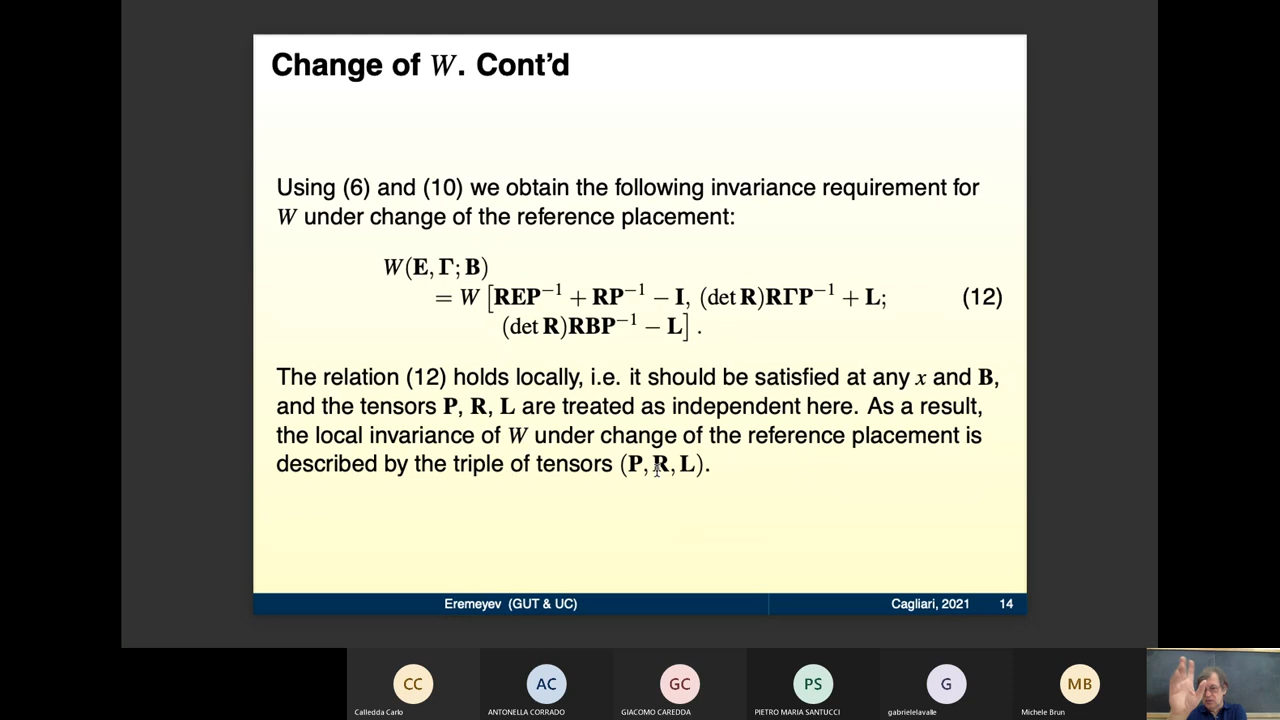 Change of W. Cont'd
Using (6) and (10) we obtain the following invariance requirement for
W under change of the reference placement:
W(E, Γ; B)
= W [REP⁻¹ + RP⁻¹ − I, (det R)RΓP⁻¹ + L; (12)
(det R)RBP⁻¹ − L] .
The relation (12) holds locally, i.e. it should be satisfied at any x and B,
and the tensors P, R, L are treated as independent here. As a result,
the local invariance of W under change of the reference placement is
described by the triple of tensors (P, R, L).
Eremeyev (GUT & UC) Cagliari, 2021 14
CC AC GC PS G MB
Calledda Carlo ANTONELLA CORRADO GIACOMO CAREDDA PIETRO MARIA SANTUCCI gabrielelavalle Michele Brun